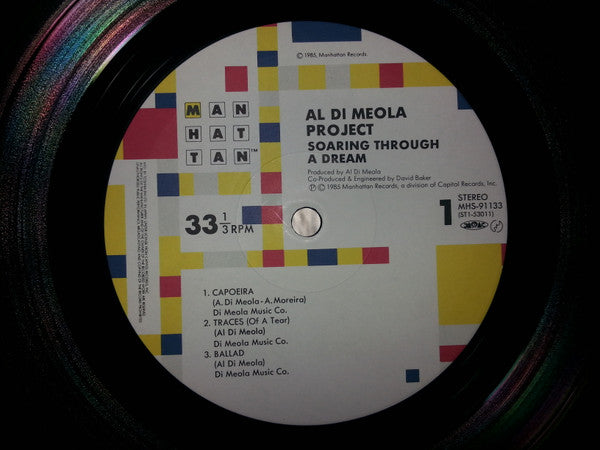 © 1985, Manhattan Records.
MAN
HAT
TAN™
AL DI MEOLA
PROJECT
SOARING THROUGH
A DREAM
Produced by Al Di Meola
Co-Produced & Engineered by David Baker
Ⓟ © 1985 Manhattan Records, a division of Capitol Records, Inc.
33 1/3 RPM
1
STEREO
MHS-91133
(ST1-53011)
1. CAPOEIRA
(A. Di Meola-A. Moreira)
Di Meola Music Co.
2. TRACES (Of A Tear)
(Al Di Meola)
Di Meola Music Co.
3. BALLAD
(Al Di Meola)
Di Meola Music Co.